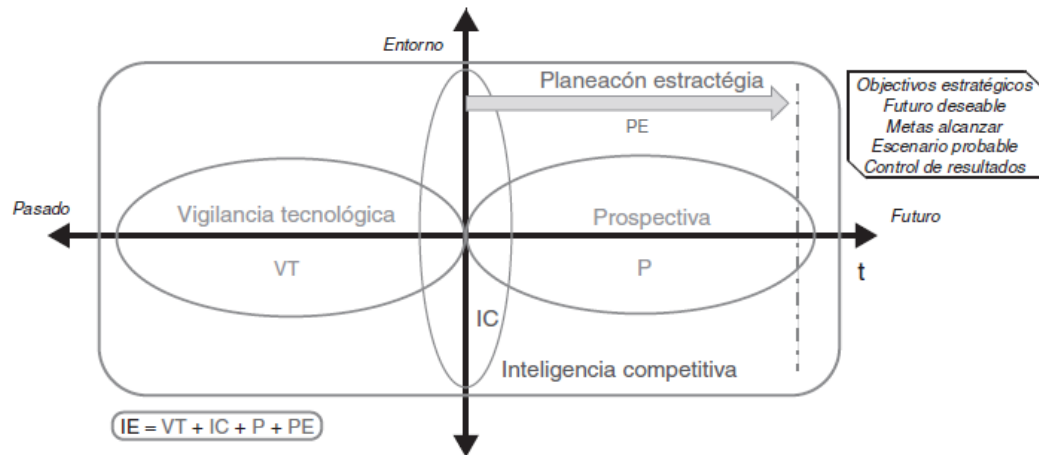 Entorno
Planeacón estractégia
PE
Objectivos estratégicos
Futuro deseable
Metas alcanzar
Escenario probable
Control de resultados
Pasado
Vigilancia tecnológica
Prospectiva
Futuro
VT
P
t
IC
Inteligencia competitiva
IE = VT + IC + P + PE